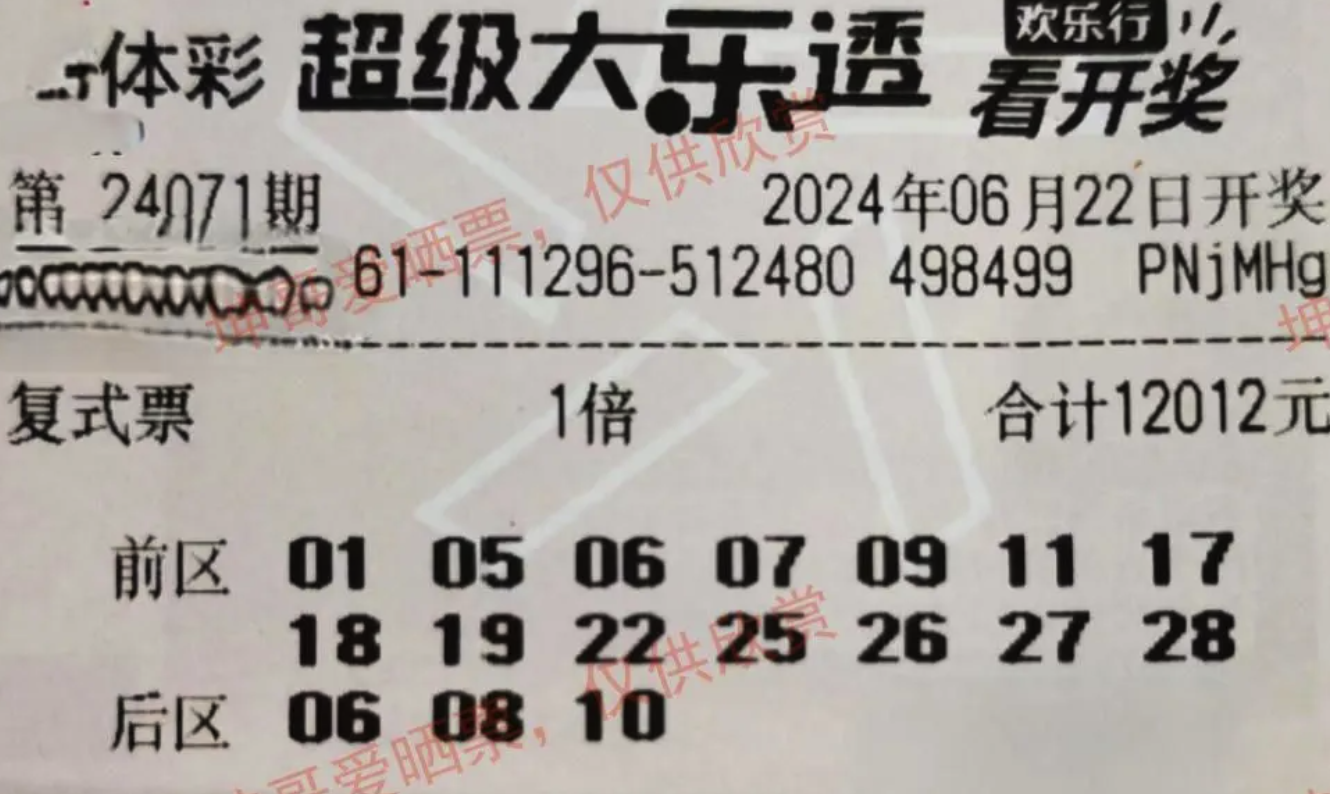 体彩 超级大乐透 欢乐行 看开奖
第 24071期 2024年06月22日开奖
61-111296-512480 498499 PNjMHg
复式票 1倍 合计12012元
前区 01 05 06 07 09 11 17
18 19 22 25 26 27 28
后区 06 08 10
坤哥爱晒票，仅供欣赏
哥爱晒票，仅供欣赏
坤